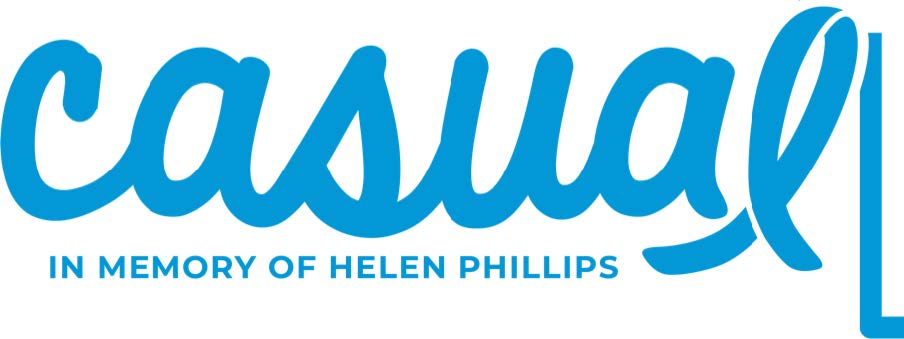 casual
IN MEMORY OF HELEN PHILLIPS